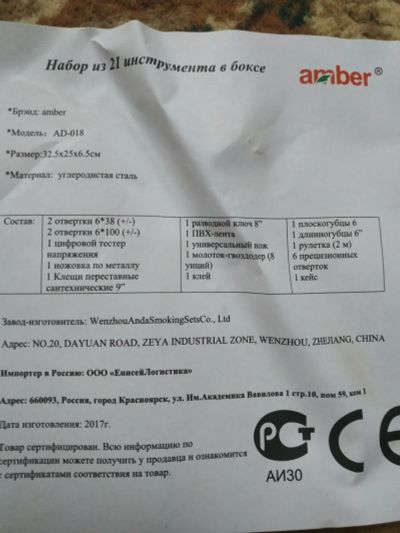 Набор из 21 инструмента в боксе
amber®
*Брэнд: amber
*Модель: AD-018
*Размер:32.5x25x6.5см
*Материал: углеродистая сталь
Состав:
2 отвертки 6*38 (+/-)
2 отвертки 6*100 (+/-)
1 цифровой тестер
напряжения
1 ножовка по металлу
1 Клещи переставные
сантехнические 9”
1 разводной ключ 8”
1 ПВХ-лента
1 универсальный нож
1 молоток-гвоздодер (8
унций)
1 клей
1 плоскогубцы 6
1 длинногубцы 6”
1 рулетка (2 м)
6 прецизионных
отверток
1 кейс
Завод-изготовитель: WenzhouAndaSmokingSetsCo., Ltd
Адрес: NO.20, DAYUAN ROAD, ZEYA INDUSTRIAL ZONE, WENZHOU, ZHEJIANG, CHINA
Импортер в Россию: ООО «ЕнисейЛогистика»
Адрес: 660093, Россия, город Красноярск, ул. Им.Академика Вавилова 1 стр.10, пом 59, ком 1
Дата изготовления: 2017г.
Товар сертифицирован. Всю информацию по
сертификации можете получить у продавца и ознакомится
с сертификатами соответствия на товар.
РСТ
АИ30
CE